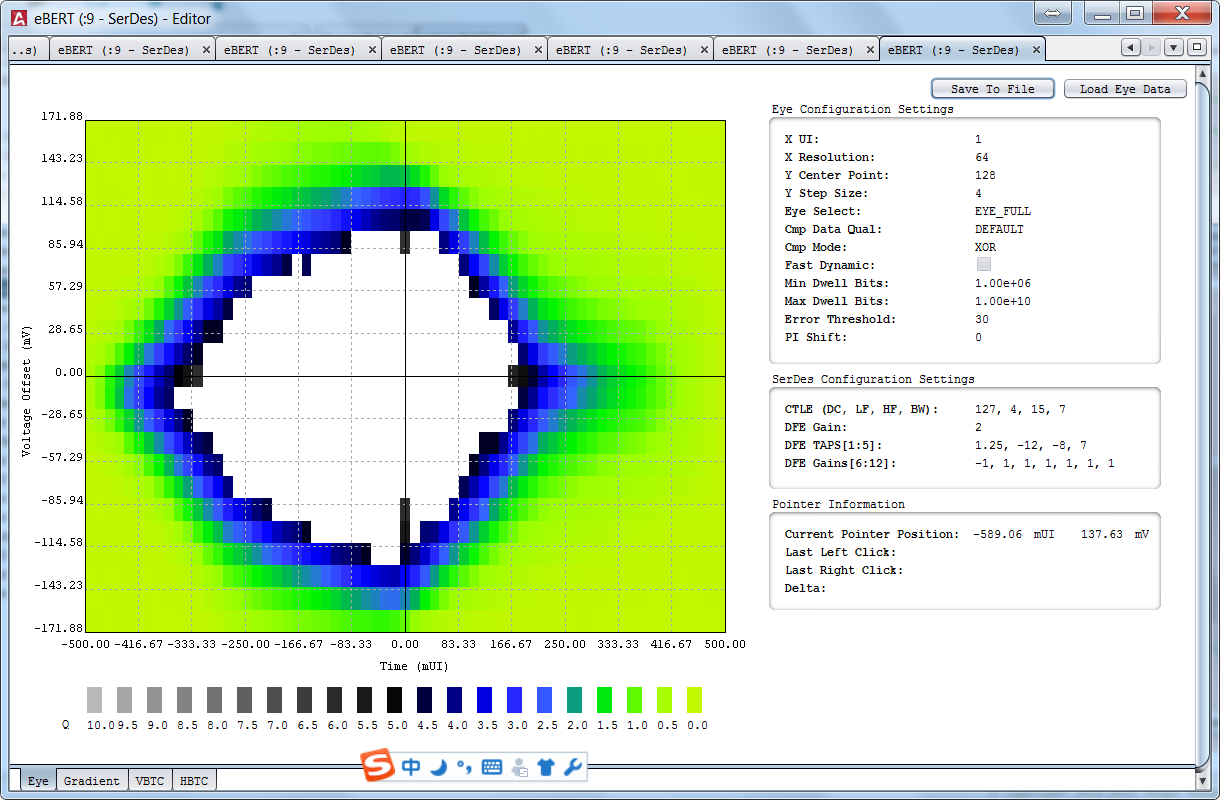 eBERT (:9 - SerDes) - Editor
..s) eBERT (:9 - SerDes) eBERT (:9 - SerDes) eBERT (:9 - SerDes) eBERT (:9 - SerDes) eBERT (:9 - SerDes) eBERT (:9 - SerDes)
Save To File Load Eye Data
171.88
143.23
114.58
85.94
57.29
28.65
0.00
-28.65
-57.29
-85.94
-114.58
-143.23
-171.88
Voltage Offset (mV)
-500.00 -416.67 -333.33 -250.00 -166.67 -83.33 0.00 83.33 166.67 250.00 333.33 416.67 500.00
Time (mUI)
Q 10.0 9.5 9.0 8.5 8.0 7.5 7.0 6.5 6.0 5.5 5.0 4.5 4.0 3.5 3.0 2.5 2.0 1.5 1.0 0.5 0.0
Eye Configuration Settings
X UI: 1
X Resolution: 64
Y Center Point: 128
Y Step Size: 4
Eye Select: EYE_FULL
Cmp Data Qual: DEFAULT
Cmp Mode: XOR
Fast Dynamic:
Min Dwell Bits: 1.00e+06
Max Dwell Bits: 1.00e+10
Error Threshold: 30
PI Shift: 0
SerDes Configuration Settings
CTLE (DC, LF, HF, BW): 127, 4, 15, 7
DFE Gain: 2
DFE TAPS[1:5]: 1.25, -12, -8, 7
DFE Gains[6:12]: -1, 1, 1, 1, 1, 1, 1
Pointer Information
Current Pointer Position: -589.06 mUI 137.63 mV
Last Left Click:
Last Right Click:
Delta:
中
Eye Gradient VBTC HBTC